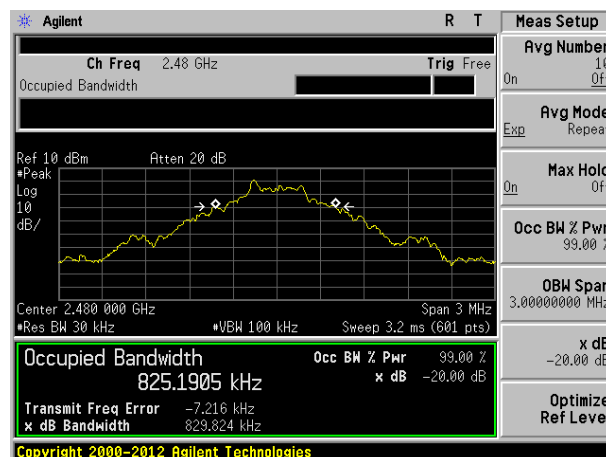 Agilent R T
Ch Freq 2.48 GHz Trig Free
Occupied Bandwidth
Ref 10 dBm Atten 20 dB
#Peak
Log
10
dB/
Center 2.480 000 GHz Span 3 MHz
#Res BW 30 kHz #VBW 100 kHz Sweep 3.2 ms (601 pts)
Occupied Bandwidth Occ BW % Pwr 99.00 %
825.1905 kHz x dB -20.00 dB
Transmit Freq Error -7.216 kHz
x dB Bandwidth 829.824 kHz
Copyright 2000-2012 Agilent Technologies
Meas Setup
Avg Number
10
On Of
Avg Mode
Exp Repea
Max Hold
On Of
Occ BW % Pwr
99.00 %
OBW Span
3.00000000 MHz
x dB
-20.00 dB
Optimize
Ref Leve